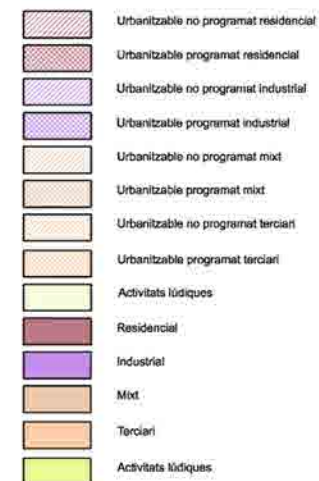 Urbanitzable no programat residencial
Urbanitzable programat residencial
Urbanitzable no programat industrial
Urbanitzable programat industrial
Urbanitzable no programat mixt
Urbanitzable programat mixt
Urbanitzable no programat terciari
Urbanitzable programat terciari
Activitats lúdiques
Residencial
Industrial
Mixt
Terciari
Activitats lúdiques